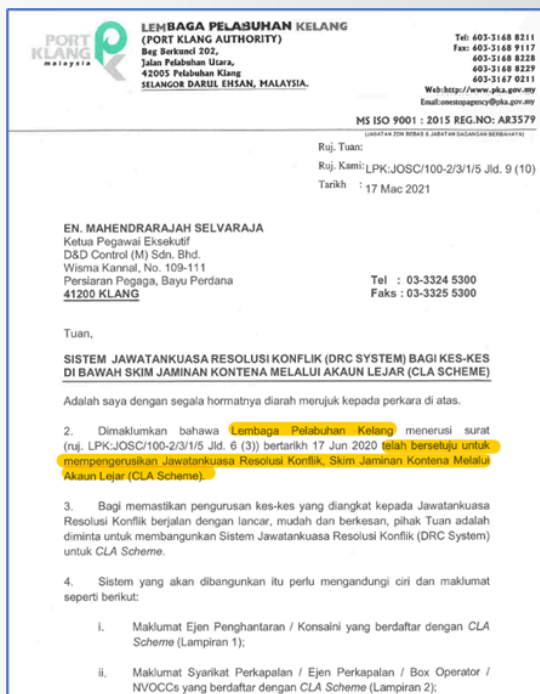 PORT
KLANG
malaysia
LEMBAGA PELABUHAN KELANG
(PORT KLANG AUTHORITY)
Beg Berkunci 202,
Jalan Pelabuhan Utara,
42005 Pelabuhan Klang
SELANGOR DARUL EHSAN, MALAYSIA.
Tel: 603-3168 8211
Fax: 603-3168 9117
603-3168 8228
603-3168 8229
603-3167 0211
Web:http://www.pka.gov.my
Email:onestopagency@pka.gov.my
MS ISO 9001 : 2015 REG.NO: AR3579
(JABATAN ZON BEBAS & JABATAN DAGANGAN BERBAHAYA)
Ruj. Tuan:
Ruj. Kami: LPK:JOSC/100-2/3/1/5 Jld. 9 (10)
Tarikh : 17 Mac 2021
EN. MAHENDRARAJAH SELVARAJA
Ketua Pegawai Eksekutif
D&D Control (M) Sdn. Bhd.
Wisma Kannal, No. 109-111
Persiaran Pegaga, Bayu Perdana
41200 KLANG
Tel : 03-3324 5300
Faks : 03-3325 5300
Tuan,
SISTEM JAWATANKUASA RESOLUSI KONFLIK (DRC SYSTEM) BAGI KES-KES
DI BAWAH SKIM JAMINAN KONTENA MELALUI AKAUN LEJAR (CLA SCHEME)
Adalah saya dengan segala hormatnya diarah merujuk kepada perkara di atas.
2. Dimaklumkan bahawa Lembaga Pelabuhan Kelang menerusi surat
(ruj. LPK:JOSC/100-2/3/1/5 Jld. 6 (3)) bertarikh 17 Jun 2020 telah bersetuju untuk
mempengerusikan Jawatankuasa Resolusi Konflik, Skim Jaminan Kontena Melalui
Akaun Lejar (CLA Scheme).
3. Bagi memastikan pengurusan kes-kes yang diangkat kepada Jawatankuasa
Resolusi Konflik berjalan dengan lancar, mudah dan berkesan, pihak Tuan adalah
diminta untuk membangunkan Sistem Jawatankuasa Resolusi Konflik (DRC System)
untuk CLA Scheme.
4. Sistem yang akan dibangunkan itu perlu mengandungi ciri dan maklumat
seperti berikut:
i. Maklumat Ejen Penghantaran / Konsaini yang berdaftar dengan CLA
Scheme (Lampiran 1);
ii. Maklumat Syarikat Perkapalan / Ejen Perkapalan / Box Operator /
NVOCCs yang berdaftar dengan CLA Scheme (Lampiran 2);